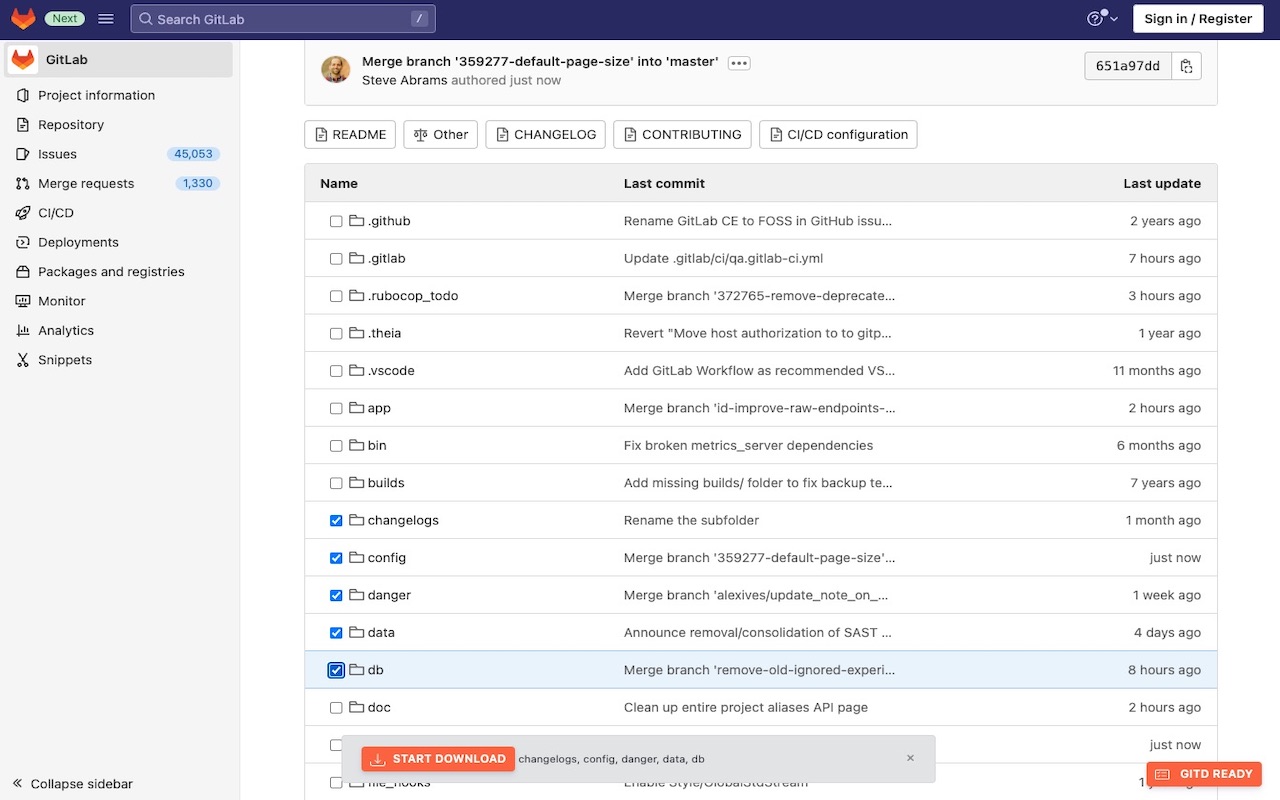 Next
Search GitLab /
Sign in / Register
GitLab
Project information
Repository
Issues 45,053
Merge requests 1,330
CI/CD
Deployments
Packages and registries
Monitor
Analytics
Snippets
Collapse sidebar
Merge branch '359277-default-page-size' into 'master'
Steve Abrams authored just now
651a97dd
README Other CHANGELOG CONTRIBUTING CI/CD configuration
Name Last commit Last update
.github Rename GitLab CE to FOSS in GitHub issu... 2 years ago
.gitlab Update .gitlab/ci/qa.gitlab-ci.yml 7 hours ago
.rubocop_todo Merge branch '372765-remove-deprecate... 3 hours ago
.theia Revert "Move host authorization to to gitp... 1 year ago
.vscode Add GitLab Workflow as recommended VS... 11 months ago
app Merge branch 'id-improve-raw-endpoints-... 2 hours ago
bin Fix broken metrics_server dependencies 6 months ago
builds Add missing builds/ folder to fix backup te... 7 years ago
changelogs Rename the subfolder 1 month ago
config Merge branch '359277-default-page-size'... just now
danger Merge branch 'alexives/update_note_on_... 1 week ago
data Announce removal/consolidation of SAST ... 4 days ago
db Merge branch 'remove-old-ignored-experi... 8 hours ago
doc Clean up entire project aliases API page 2 hours ago
just now
START DOWNLOAD changelogs, config, danger, data, db
GITD READY
file_hooks Enable Style/GlobalStdStream